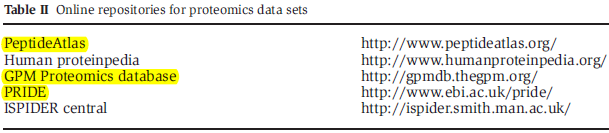 Table II Online repositories for proteomics data sets
PeptideAtlas http://www.peptideatlas.org/
Human proteinpedia http://www.humanproteinpedia.org/
GPM Proteomics database http://gpmdb.thegpm.org/
PRIDE http://www.ebi.ac.uk/pride/
ISPIDER central http://ispider.smith.man.ac.uk/